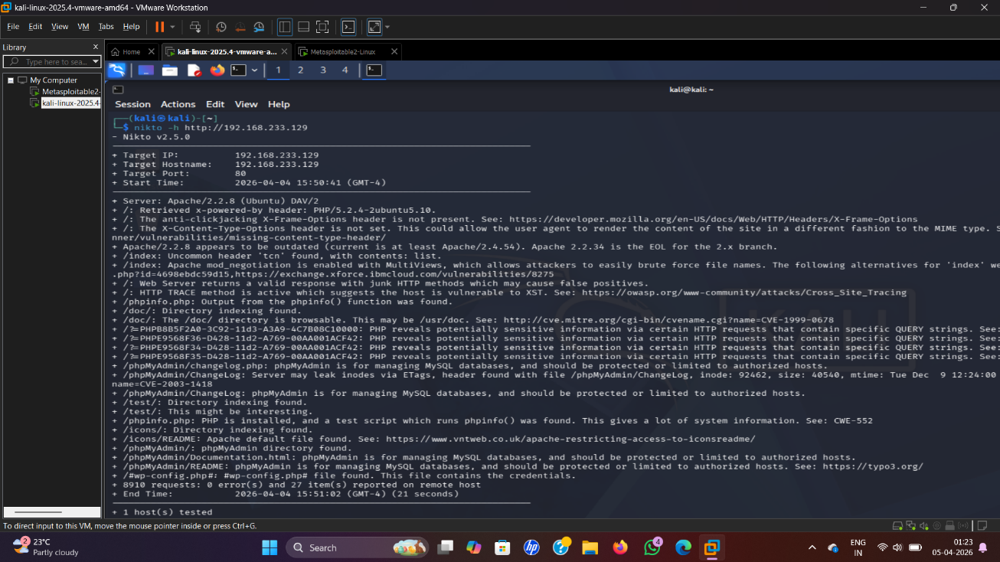 kali-linux-2025.4-vmware-amd64 - VMware Workstation
File Edit View VM Tabs Help
Library
Type here to sea...
My Computer
Metasploitable2-
kali-linux-2025.4-
Home
kali-linux-2025.4-vmware-a...
Metasploitable2-Linux
1 2 3 4
kali@kali: ~
Session Actions Edit View Help
(kali㉿kali)-[~]
$ nikto -h http://192.168.233.129
- Nikto v2.5.0
+ Target IP: 192.168.233.129
+ Target Hostname: 192.168.233.129
+ Target Port: 80
+ Start Time: 2026-04-04 15:50:41 (GMT-4)
+ Server: Apache/2.2.8 (Ubuntu) DAV/2
+ /: Retrieved x-powered-by header: PHP/5.2.4-2ubuntu5.10.
+ /: The anti-clickjacking X-Frame-Options header is not present. See: https://developer.mozilla.org/en-US/docs/Web/HTTP/Headers/X-Frame-Options
+ /: The X-Content-Type-Options header is not set. This could allow the user agent to render the content of the site in a different fashion to the MIME type. S
nner/vulnerabilities/missing-content-type-header/
+ Apache/2.2.8 appears to be outdated (current is at least Apache/2.4.54). Apache 2.2.34 is the EOL for the 2.x branch.
+ /index: Uncommon header 'tcn' found, with contents: list.
+ /index: Apache mod_negotiation is enabled with MultiViews, which allows attackers to easily brute force file names. The following alternatives for 'index' we
.php?id=4698ebdc59d15,https://exchange.xforce.ibmcloud.com/vulnerabilities/8275
+ /: Web Server returns a valid response with junk HTTP methods which may cause false positives.
+ /: HTTP TRACE method is active which suggests the host is vulnerable to XST. See: https://owasp.org/www-community/attacks/Cross_Site_Tracing
+ /phpinfo.php: Output from the phpinfo() function was found.
+ /doc/: Directory indexing found.
+ /doc/: The /doc/ directory is browsable. This may be /usr/doc. See: http://cve.mitre.org/cgi-bin/cvename.cgi?name=CVE-1999-0678
+ /?=PHPB8B5F2A0-3C92-11d3-A3A9-4C7B08C10000: PHP reveals potentially sensitive information via certain HTTP requests that contain specific QUERY strings. See:
+ /?=PHPE9568F36-D428-11d2-A769-00AA001ACF42: PHP reveals potentially sensitive information via certain HTTP requests that contain specific QUERY strings. See:
+ /?=PHPE9568F34-D428-11d2-A769-00AA001ACF42: PHP reveals potentially sensitive information via certain HTTP requests that contain specific QUERY strings. See:
+ /?=PHPE9568F35-D428-11d2-A769-00AA001ACF42: PHP reveals potentially sensitive information via certain HTTP requests that contain specific QUERY strings. See:
+ /phpMyAdmin/changelog.php: phpMyAdmin is for managing MySQL databases, and should be protected or limited to authorized hosts.
+ /phpMyAdmin/ChangeLog: Server may leak inodes via ETags, header found with file /phpMyAdmin/ChangeLog, inode: 92462, size: 40540, mtime: Tue Dec  9 12:24:00
name=CVE-2003-1418
+ /phpMyAdmin/ChangeLog: phpMyAdmin is for managing MySQL databases, and should be protected or limited to authorized hosts.
+ /test/: Directory indexing found.
+ /test/: This might be interesting.
+ /phpinfo.php: PHP is installed, and a test script which runs phpinfo() was found. This gives a lot of system information. See: CWE-552
+ /icons/: Directory indexing found.
+ /icons/README: Apache default file found. See: https://www.vntweb.co.uk/apache-restricting-access-to-iconsreadme/
+ /phpMyAdmin/: phpMyAdmin directory found.
+ /phpMyAdmin/Documentation.html: phpMyAdmin is for managing MySQL databases, and should be protected or limited to authorized hosts.
+ /phpMyAdmin/README: phpMyAdmin is for managing MySQL databases, and should be protected or limited to authorized hosts. See: https://typo3.org/
+ /#wp-config.php#: #wp-config.php# file found. This file contains the credentials.
+ 8910 requests: 0 error(s) and 27 item(s) reported on remote host
+ End Time: 2026-04-04 15:51:02 (GMT-4) (21 seconds)
+ 1 host(s) tested
KALI
To direct input to this VM, move the mouse pointer inside or press Ctrl+G.
2
23°C
Partly cloudy
Search
hp
4
ENG
IN
01:23
05-04-2026